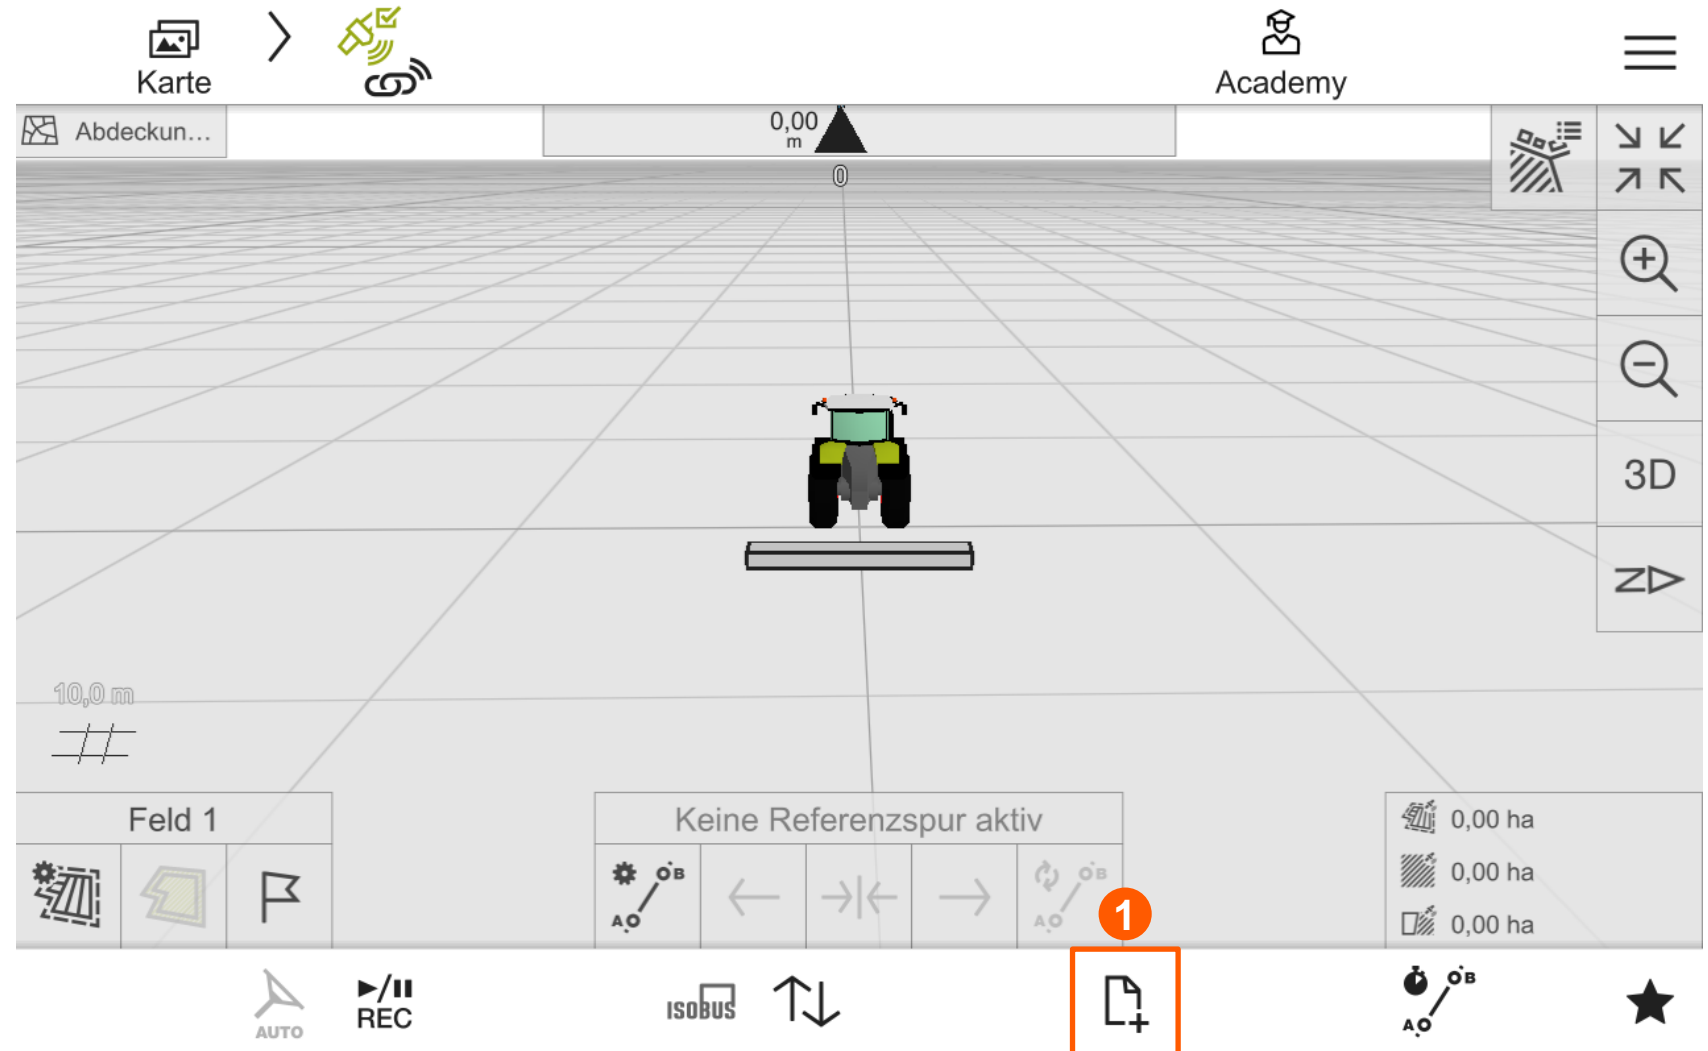 Karte
Academy
Abdeckun...
0,00
m
0
3D
N
10,0 m
Feld 1
Keine Referenzspur aktiv
0,00 ha
0,00 ha
0,00 ha
A B
A B
1
AUTO
REC
ISOBUS
A B